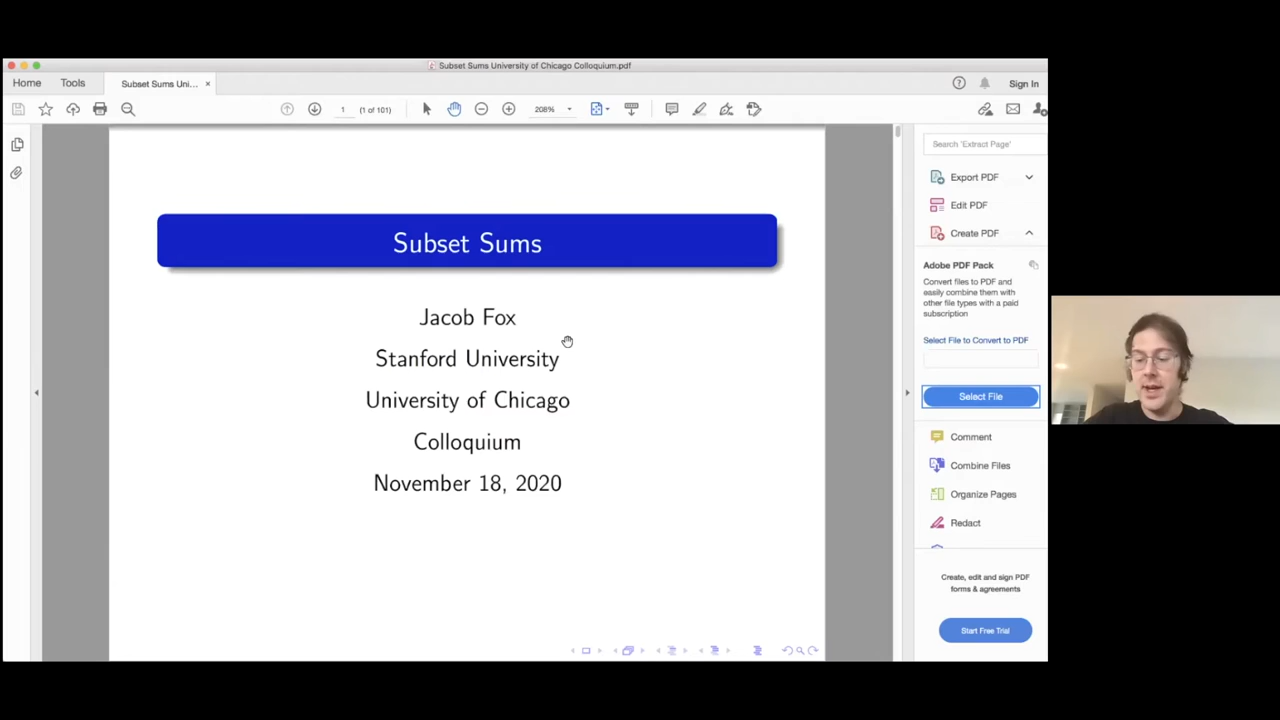 Subset Sums University of Chicago Colloquium.pdf
Home
Tools
Subset Sums Uni... ×
Sign In
1 (1 of 101)
208%
Subset Sums
Jacob Fox
Stanford University
University of Chicago
Colloquium
November 18, 2020
Search 'Extract Page'
Export PDF
Edit PDF
Create PDF
Adobe PDF Pack
Convert files to PDF and
easily combine them with
other file types with a paid
subscription
Select File to Convert to PDF
Select File
Comment
Combine Files
Organize Pages
Redact
Create, edit and sign PDF
forms & agreements
Start Free Trial